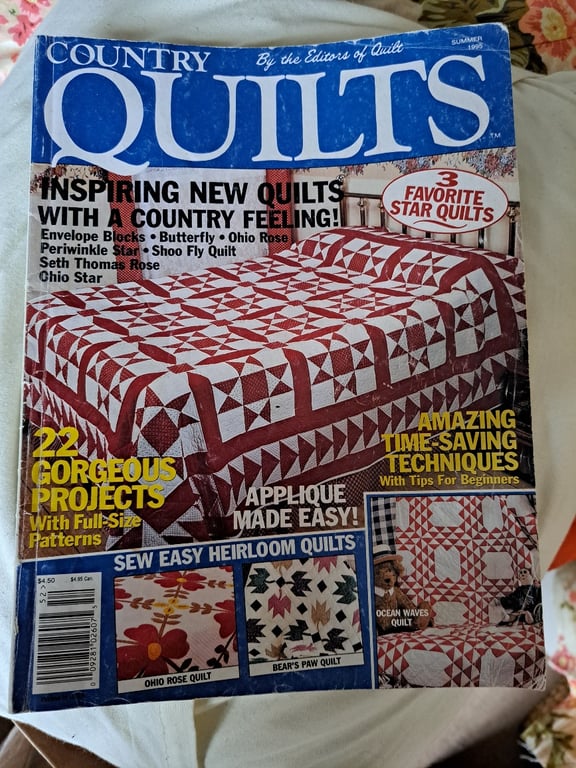 COUNTRY
By the Editors of Quilt
SUMMER
1995
QUILTS™
INSPIRING NEW QUILTS
WITH A COUNTRY FEELING!
Envelope Blocks • Butterfly • Ohio Rose
Periwinkle Star • Shoo Fly Quilt
Seth Thomas Rose
Ohio Star
3
FAVORITE
STAR QUILTS
22
GORGEOUS
PROJECTS
With Full-Size
Patterns
APPLIQUE
MADE EASY!
AMAZING
TIME-SAVING
TECHNIQUES
With Tips For Beginners
SEW EASY HEIRLOOM QUILTS
$4.50 $4.95 Can.
OHIO ROSE QUILT
BEAR'S PAW QUILT
OCEAN WAVES
QUILT